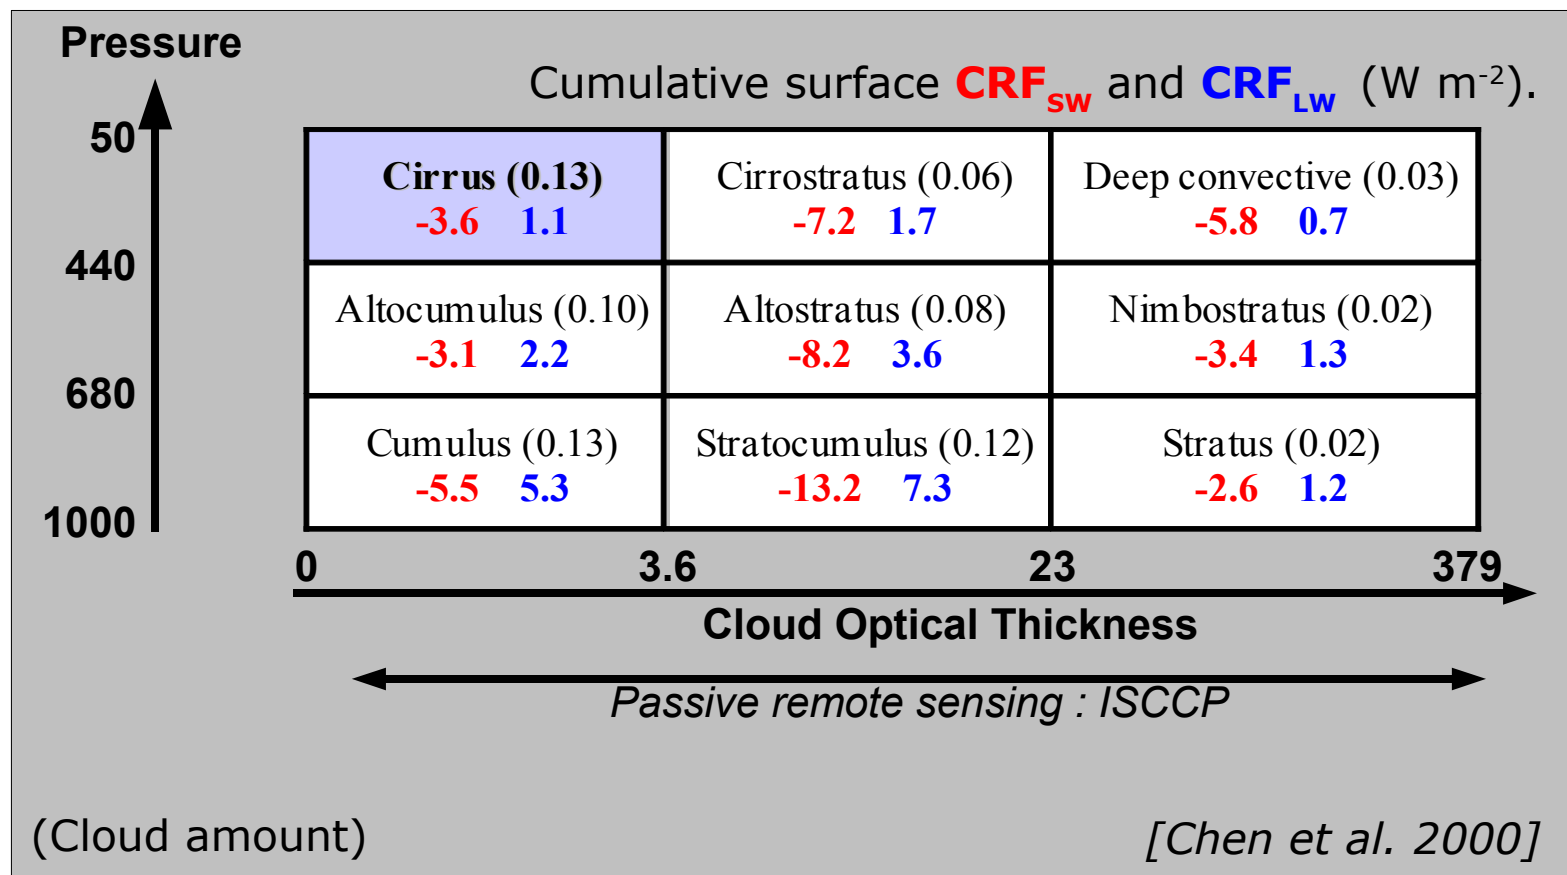 Pressure
Cumulative surface CRF_SW and CRF_LW (W m⁻²).
50
Cirrus (0.13)
-3.6 1.1
Cirrostratus (0.06)
-7.2 1.7
Deep convective (0.03)
-5.8 0.7
440
Altocumulus (0.10)
-3.1 2.2
Altostratus (0.08)
-8.2 3.6
Nimbostratus (0.02)
-3.4 1.3
680
Cumulus (0.13)
-5.5 5.3
Stratocumulus (0.12)
-13.2 7.3
Stratus (0.02)
-2.6 1.2
1000
0 3.6 23 379
Cloud Optical Thickness
Passive remote sensing : ISCCP
(Cloud amount)
[Chen et al. 2000]